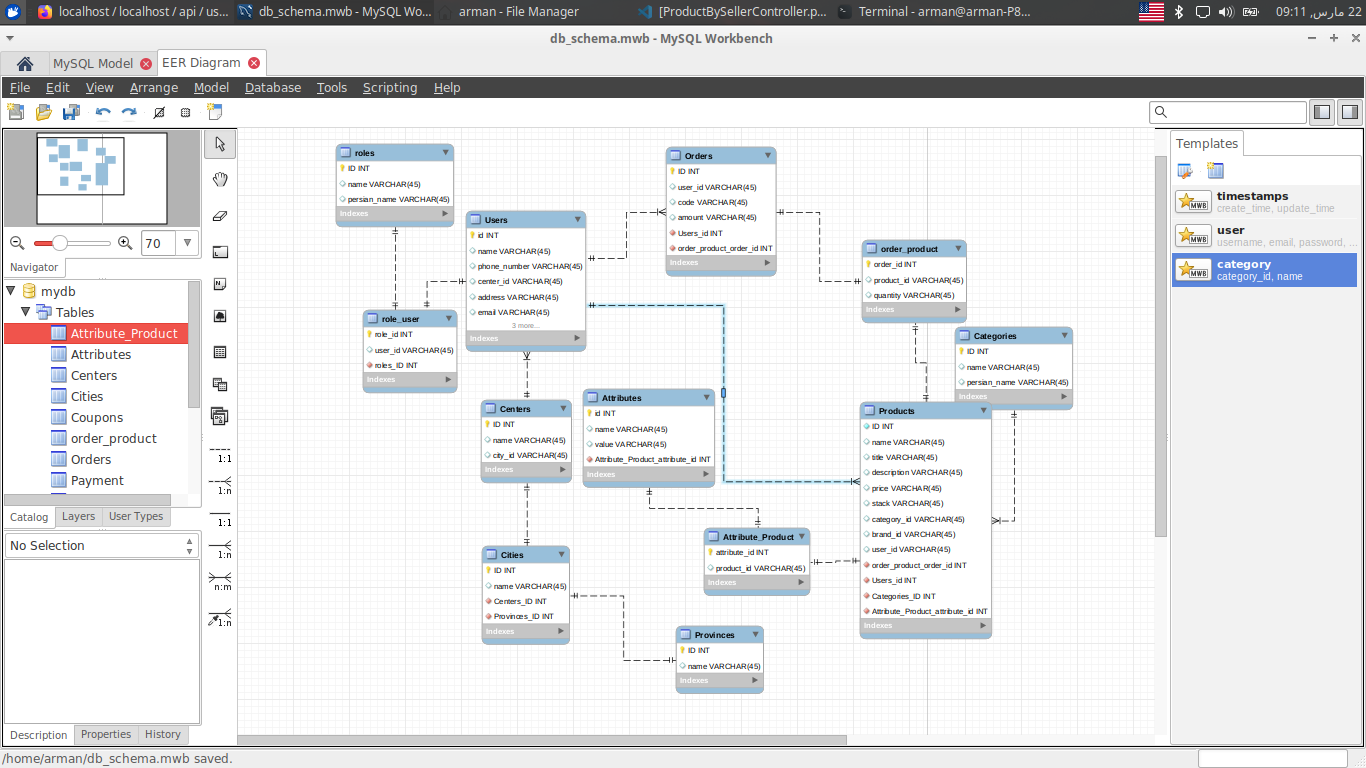 localhost / localhost / api / us...
db_schema.mwb - MySQL Wo...
arman - File Manager
[ProductBySellerController.p...
Terminal - arman@arman-P8...
22 مارس, 09:11
db_schema.mwb - MySQL Workbench
MySQL Model
EER Diagram
File Edit View Arrange Model Database Tools Scripting Help
70
Navigator
mydb
Tables
Attribute_Product
Attributes
Centers
Cities
Coupons
order_product
Orders
Payment
Catalog Layers User Types
No Selection
Description Properties History
1:1
1:n
1:1
1:n
n:m
1:n
roles
ID INT
name VARCHAR(45)
persian_name VARCHAR(45)
Indexes
Users
id INT
name VARCHAR(45)
phone_number VARCHAR(45)
center_id VARCHAR(45)
address VARCHAR(45)
email VARCHAR(45)
3 more...
Indexes
Orders
ID INT
user_id VARCHAR(45)
code VARCHAR(45)
amount VARCHAR(45)
Users_id INT
order_product_order_id INT
Indexes
order_product
order_id INT
product_id VARCHAR(45)
quantity VARCHAR(45)
Indexes
role_user
role_id INT
user_id VARCHAR(45)
roles_ID INT
Indexes
Categories
ID INT
name VARCHAR(45)
persian_name VARCHAR(45)
Indexes
Centers
ID INT
name VARCHAR(45)
city_id VARCHAR(45)
Indexes
Attributes
id INT
name VARCHAR(45)
value VARCHAR(45)
Attribute_Product_attribute_id INT
Indexes
Products
ID INT
name VARCHAR(45)
title VARCHAR(45)
description VARCHAR(45)
price VARCHAR(45)
stack VARCHAR(45)
category_id VARCHAR(45)
brand_id VARCHAR(45)
user_id VARCHAR(45)
order_product_order_id INT
Users_id INT
Categories_ID INT
Attribute_Product_attribute_id INT
Indexes
Attribute_Product
attribute_id INT
product_id VARCHAR(45)
Indexes
Cities
ID INT
name VARCHAR(45)
Centers_ID INT
Provinces_ID INT
Indexes
Provinces
ID INT
name VARCHAR(45)
Indexes
Templates
MWB
timestamps
create_time, update_time
MWB
user
username, email, password, ...
MWB
category
category_id, name
/home/arman/db_schema.mwb saved.